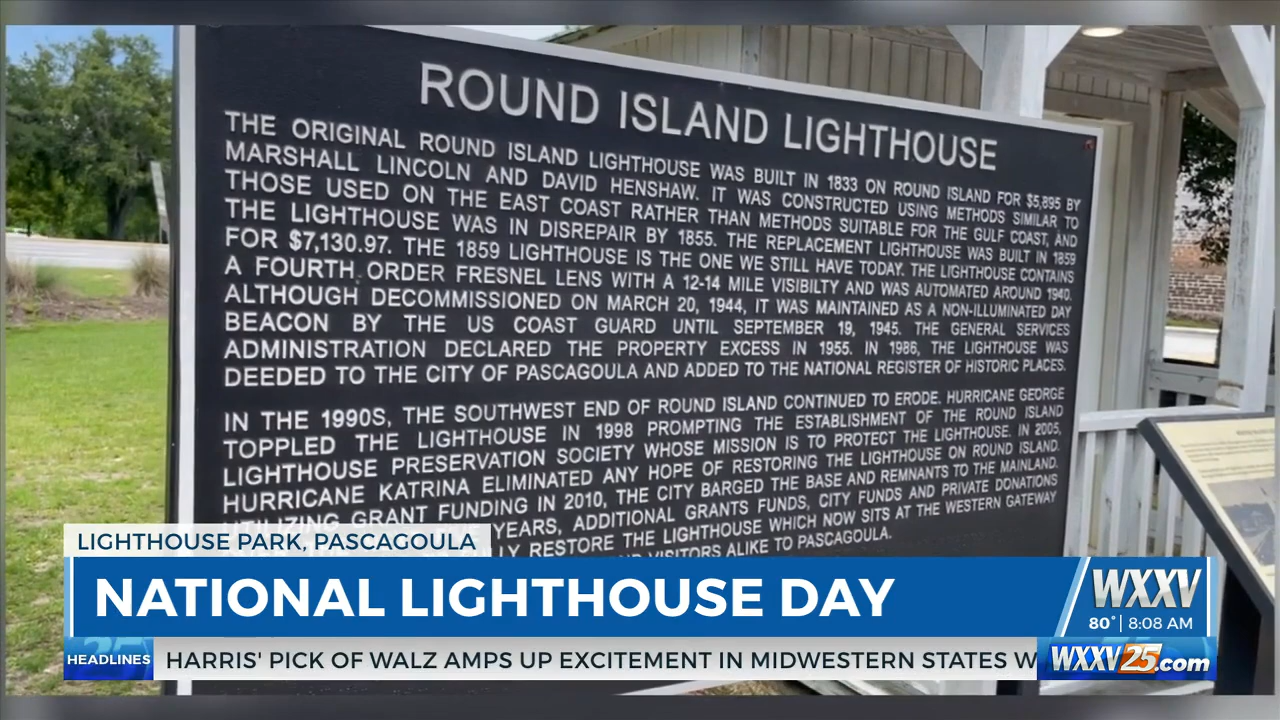 ROUND ISLAND LIGHTHOUSE
THE ORIGINAL ROUND ISLAND LIGHTHOUSE WAS BUILT IN 1833 ON ROUND ISLAND FOR $5,895 BY
MARSHALL LINCOLN AND DAVID HENSHAW. IT WAS CONSTRUCTED USING METHODS SIMILAR TO
THOSE USED ON THE EAST COAST RATHER THAN METHODS SUITABLE FOR THE GULF COAST, AND
THE LIGHTHOUSE WAS IN DISREPAIR BY 1855. THE REPLACEMENT LIGHTHOUSE WAS BUILT IN 1859
FOR $7,130.97. THE 1859 LIGHTHOUSE IS THE ONE WE STILL HAVE TODAY. THE LIGHTHOUSE CONTAINS
A FOURTH ORDER FRESNEL LENS WITH A 12-14 MILE VISIBILTY AND WAS AUTOMATED AROUND 1940.
ALTHOUGH DECOMMISSIONED ON MARCH 20, 1944, IT WAS MAINTAINED AS A NON-ILLUMINATED DAY
BEACON BY THE US COAST GUARD UNTIL SEPTEMBER 19, 1945. THE GENERAL SERVICES
ADMINISTRATION DECLARED THE PROPERTY EXCESS IN 1955. IN 1986, THE LIGHTHOUSE WAS
DEEDED TO THE CITY OF PASCAGOULA AND ADDED TO THE NATIONAL REGISTER OF HISTORIC PLACES.
IN THE 1990S, THE SOUTHWEST END OF ROUND ISLAND CONTINUED TO ERODE. HURRICANE GEORGE
TOPPLED THE LIGHTHOUSE IN 1998 PROMPTING THE ESTABLISHMENT OF THE ROUND ISLAND
LIGHTHOUSE PRESERVATION SOCIETY WHOSE MISSION IS TO PROTECT THE LIGHTHOUSE. IN 2005,
HURRICANE KATRINA ELIMINATED ANY HOPE OF RESTORING THE LIGHTHOUSE ON ROUND ISLAND.
UTILIZING GRANT FUNDING IN 2010, THE CITY BARGED THE BASE AND REMNANTS TO THE MAINLAND.
YEARS, ADDITIONAL GRANTS FUNDS, CITY FUNDS AND PRIVATE DONATIONS
RESTORE THE LIGHTHOUSE WHICH NOW SITS AT THE WESTERN GATEWAY
VISITORS ALIKE TO PASCAGOULA.
LIGHTHOUSE PARK, PASCAGOULA
NATIONAL LIGHTHOUSE DAY
WXXV
80° | 8:08 AM
25
HEADLINES
HARRIS' PICK OF WALZ AMPS UP EXCITEMENT IN MIDWESTERN STATES W
WXXV25.com